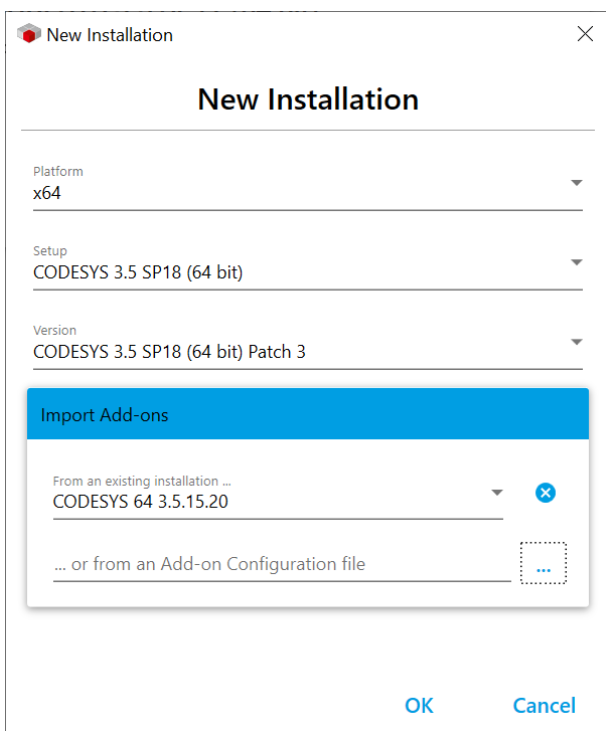 New Installation
New Installation
Platform
x64
Setup
CODESYS 3.5 SP18 (64 bit)
Version
CODESYS 3.5 SP18 (64 bit) Patch 3
Import Add-ons
From an existing installation ...
CODESYS 64 3.5.15.20
... or from an Add-on Configuration file
...
OK Cancel